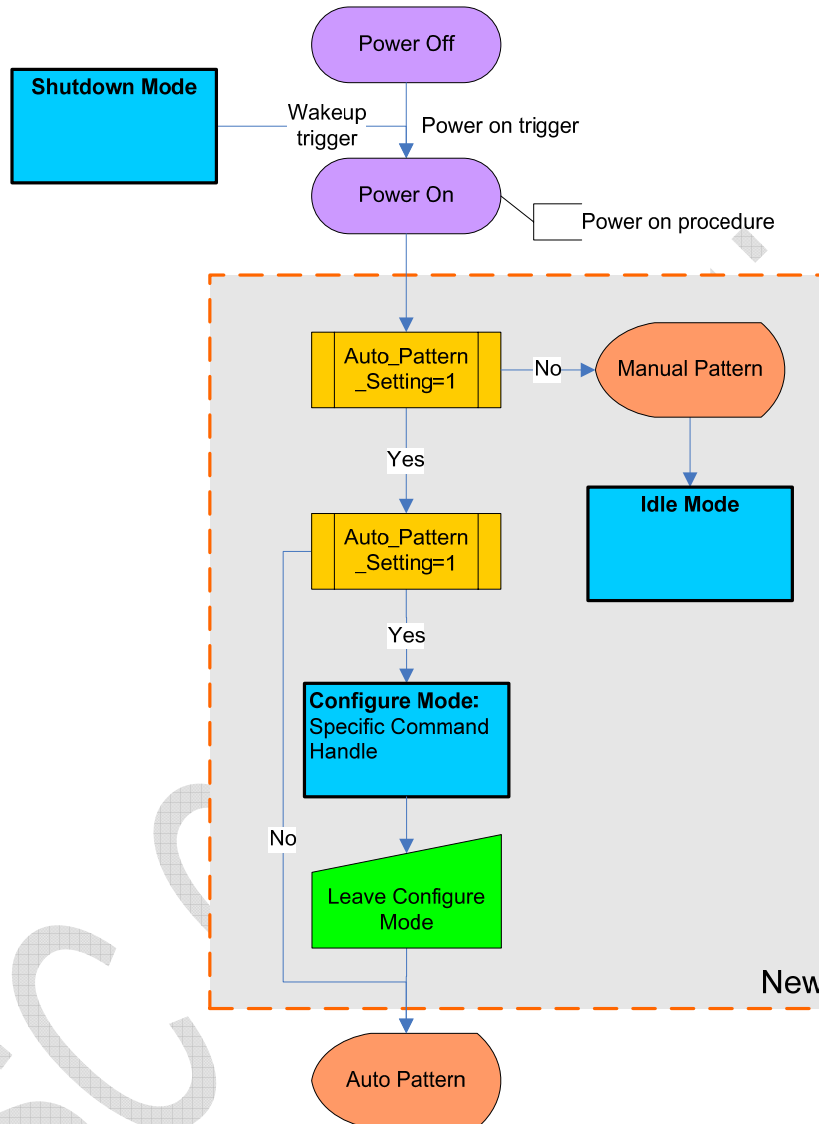 Power Off
Shutdown Mode
Wakeup
trigger
Power on trigger
Power On
Power on procedure
Auto_Pattern
_Setting=1
No
Manual Pattern
Yes
Idle Mode
Auto_Pattern
_Setting=1
Yes
Configure Mode:
Specific Command
Handle
No
Leave Configure
Mode
New
Auto Pattern